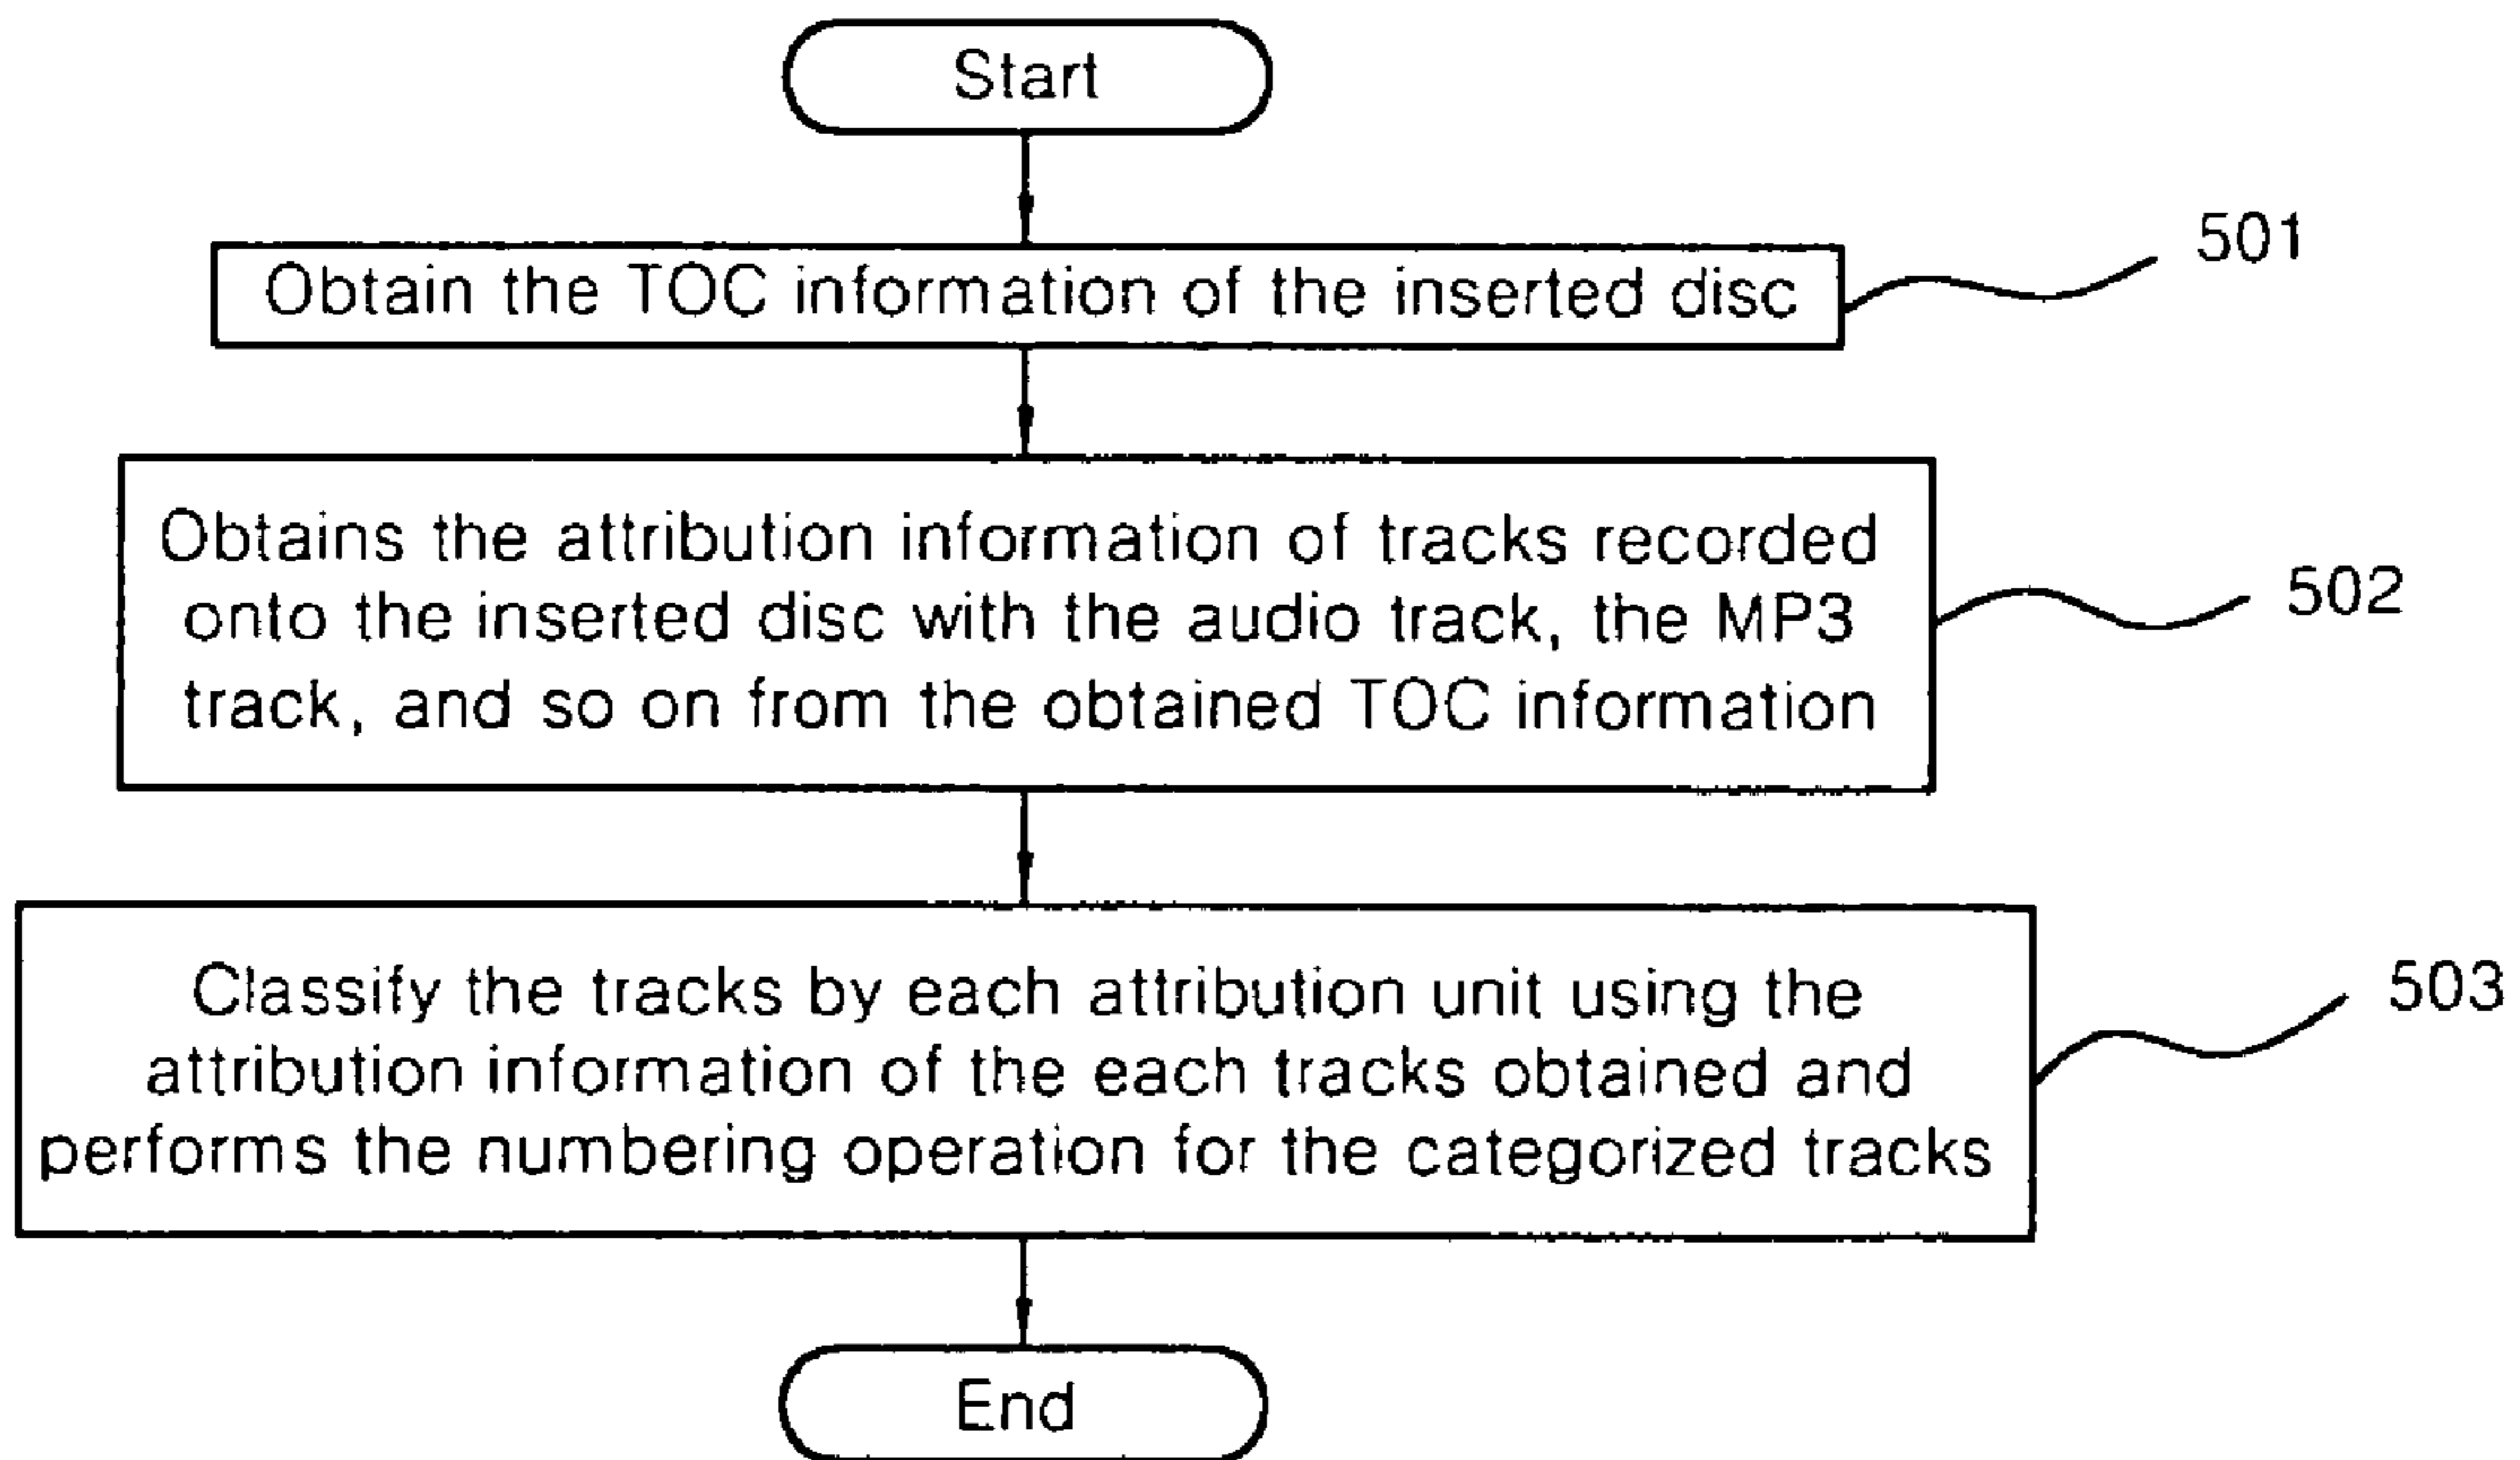 Start
Obtain the TOC information of the inserted disc
501
Obtains the attribution information of tracks recorded
onto the inserted disc with the audio track, the MP3
track, and so on from the obtained TOC information
502
Classify the tracks by each attribution unit using the
attribution information of the each tracks obtained and
performs the numbering operation for the categorized tracks
503
End